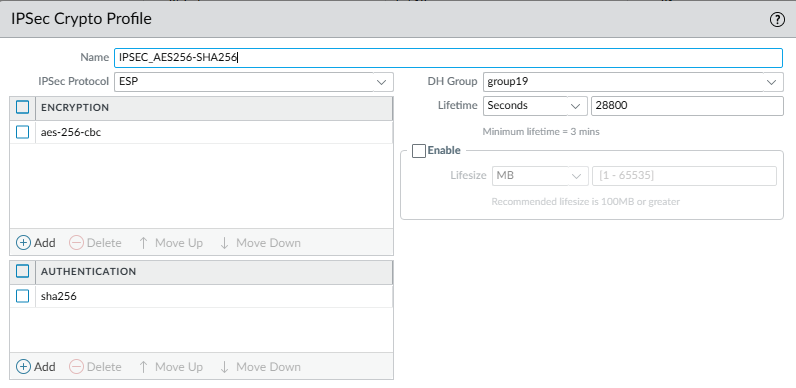 IPSec Crypto Profile
Name IPSEC_AES256-SHA256
IPSec Protocol ESP
DH Group group19
ENCRYPTION
Lifetime Seconds 28800
aes-256-cbc
Minimum lifetime = 3 mins
Enable
Lifesize MB [1 - 65535]
Recommended lifesize is 100MB or greater
Add Delete Move Up Move Down
AUTHENTICATION
sha256
Add Delete Move Up Move Down